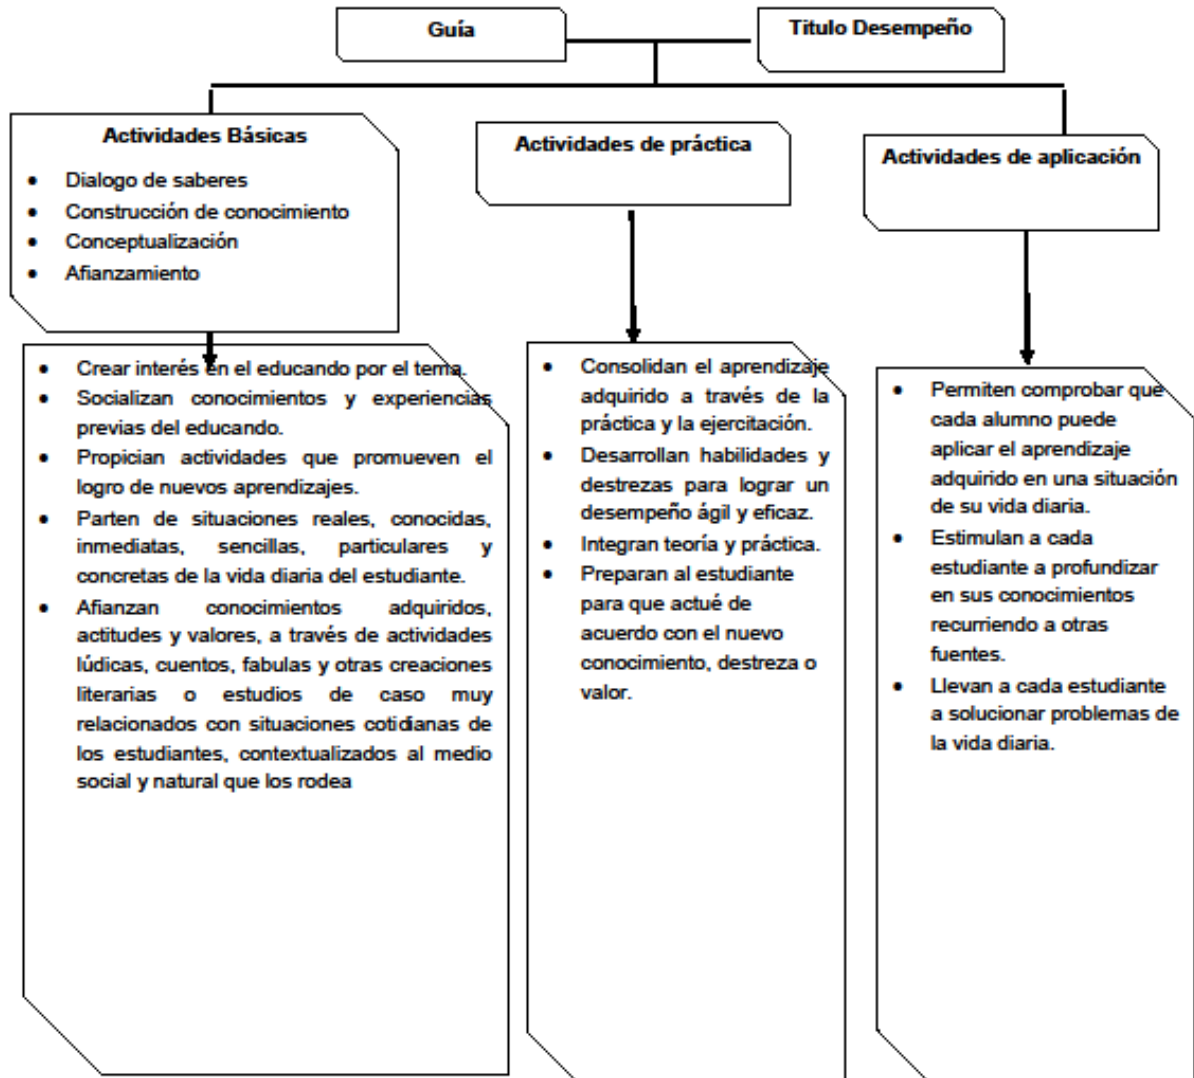 Guía
Titulo Desempeño
Actividades Básicas
• Dialogo de saberes
• Construcción de conocimiento
• Conceptualización
• Afianzamiento
Actividades de práctica
Actividades de aplicación
• Crear interés en el educando por el tema.
• Socializan conocimientos y experiencias
previas del educando.
• Propician actividades que promueven el
logro de nuevos aprendizajes.
• Parten de situaciones reales, conocidas,
inmediatas, sencillas, particulares y
concretas de la vida diaria del estudiante.
• Afianzan conocimientos adquiridos,
actitudes y valores, a través de actividades
lúdicas, cuentos, fabulas y otras creaciones
literarias o estudios de caso muy
relacionados con situaciones cotidianas de
los estudiantes, contextualizados al medio
social y natural que los rodea
• Consolidan el aprendizaje
adquirido a través de la
práctica y la ejercitación.
• Desarrollan habilidades y
destrezas para lograr un
desempeño ágil y eficaz.
• Integran teoría y práctica.
• Preparan al estudiante
para que actué de
acuerdo con el nuevo
conocimiento, destreza o
valor.
• Permiten comprobar que
cada alumno puede
aplicar el aprendizaje
adquirido en una situación
de su vida diaria.
• Estimulan a cada
estudiante a profundizar
en sus conocimientos
recurriendo a otras
fuentes.
• Llevan a cada estudiante
a solucionar problemas de
la vida diaria.